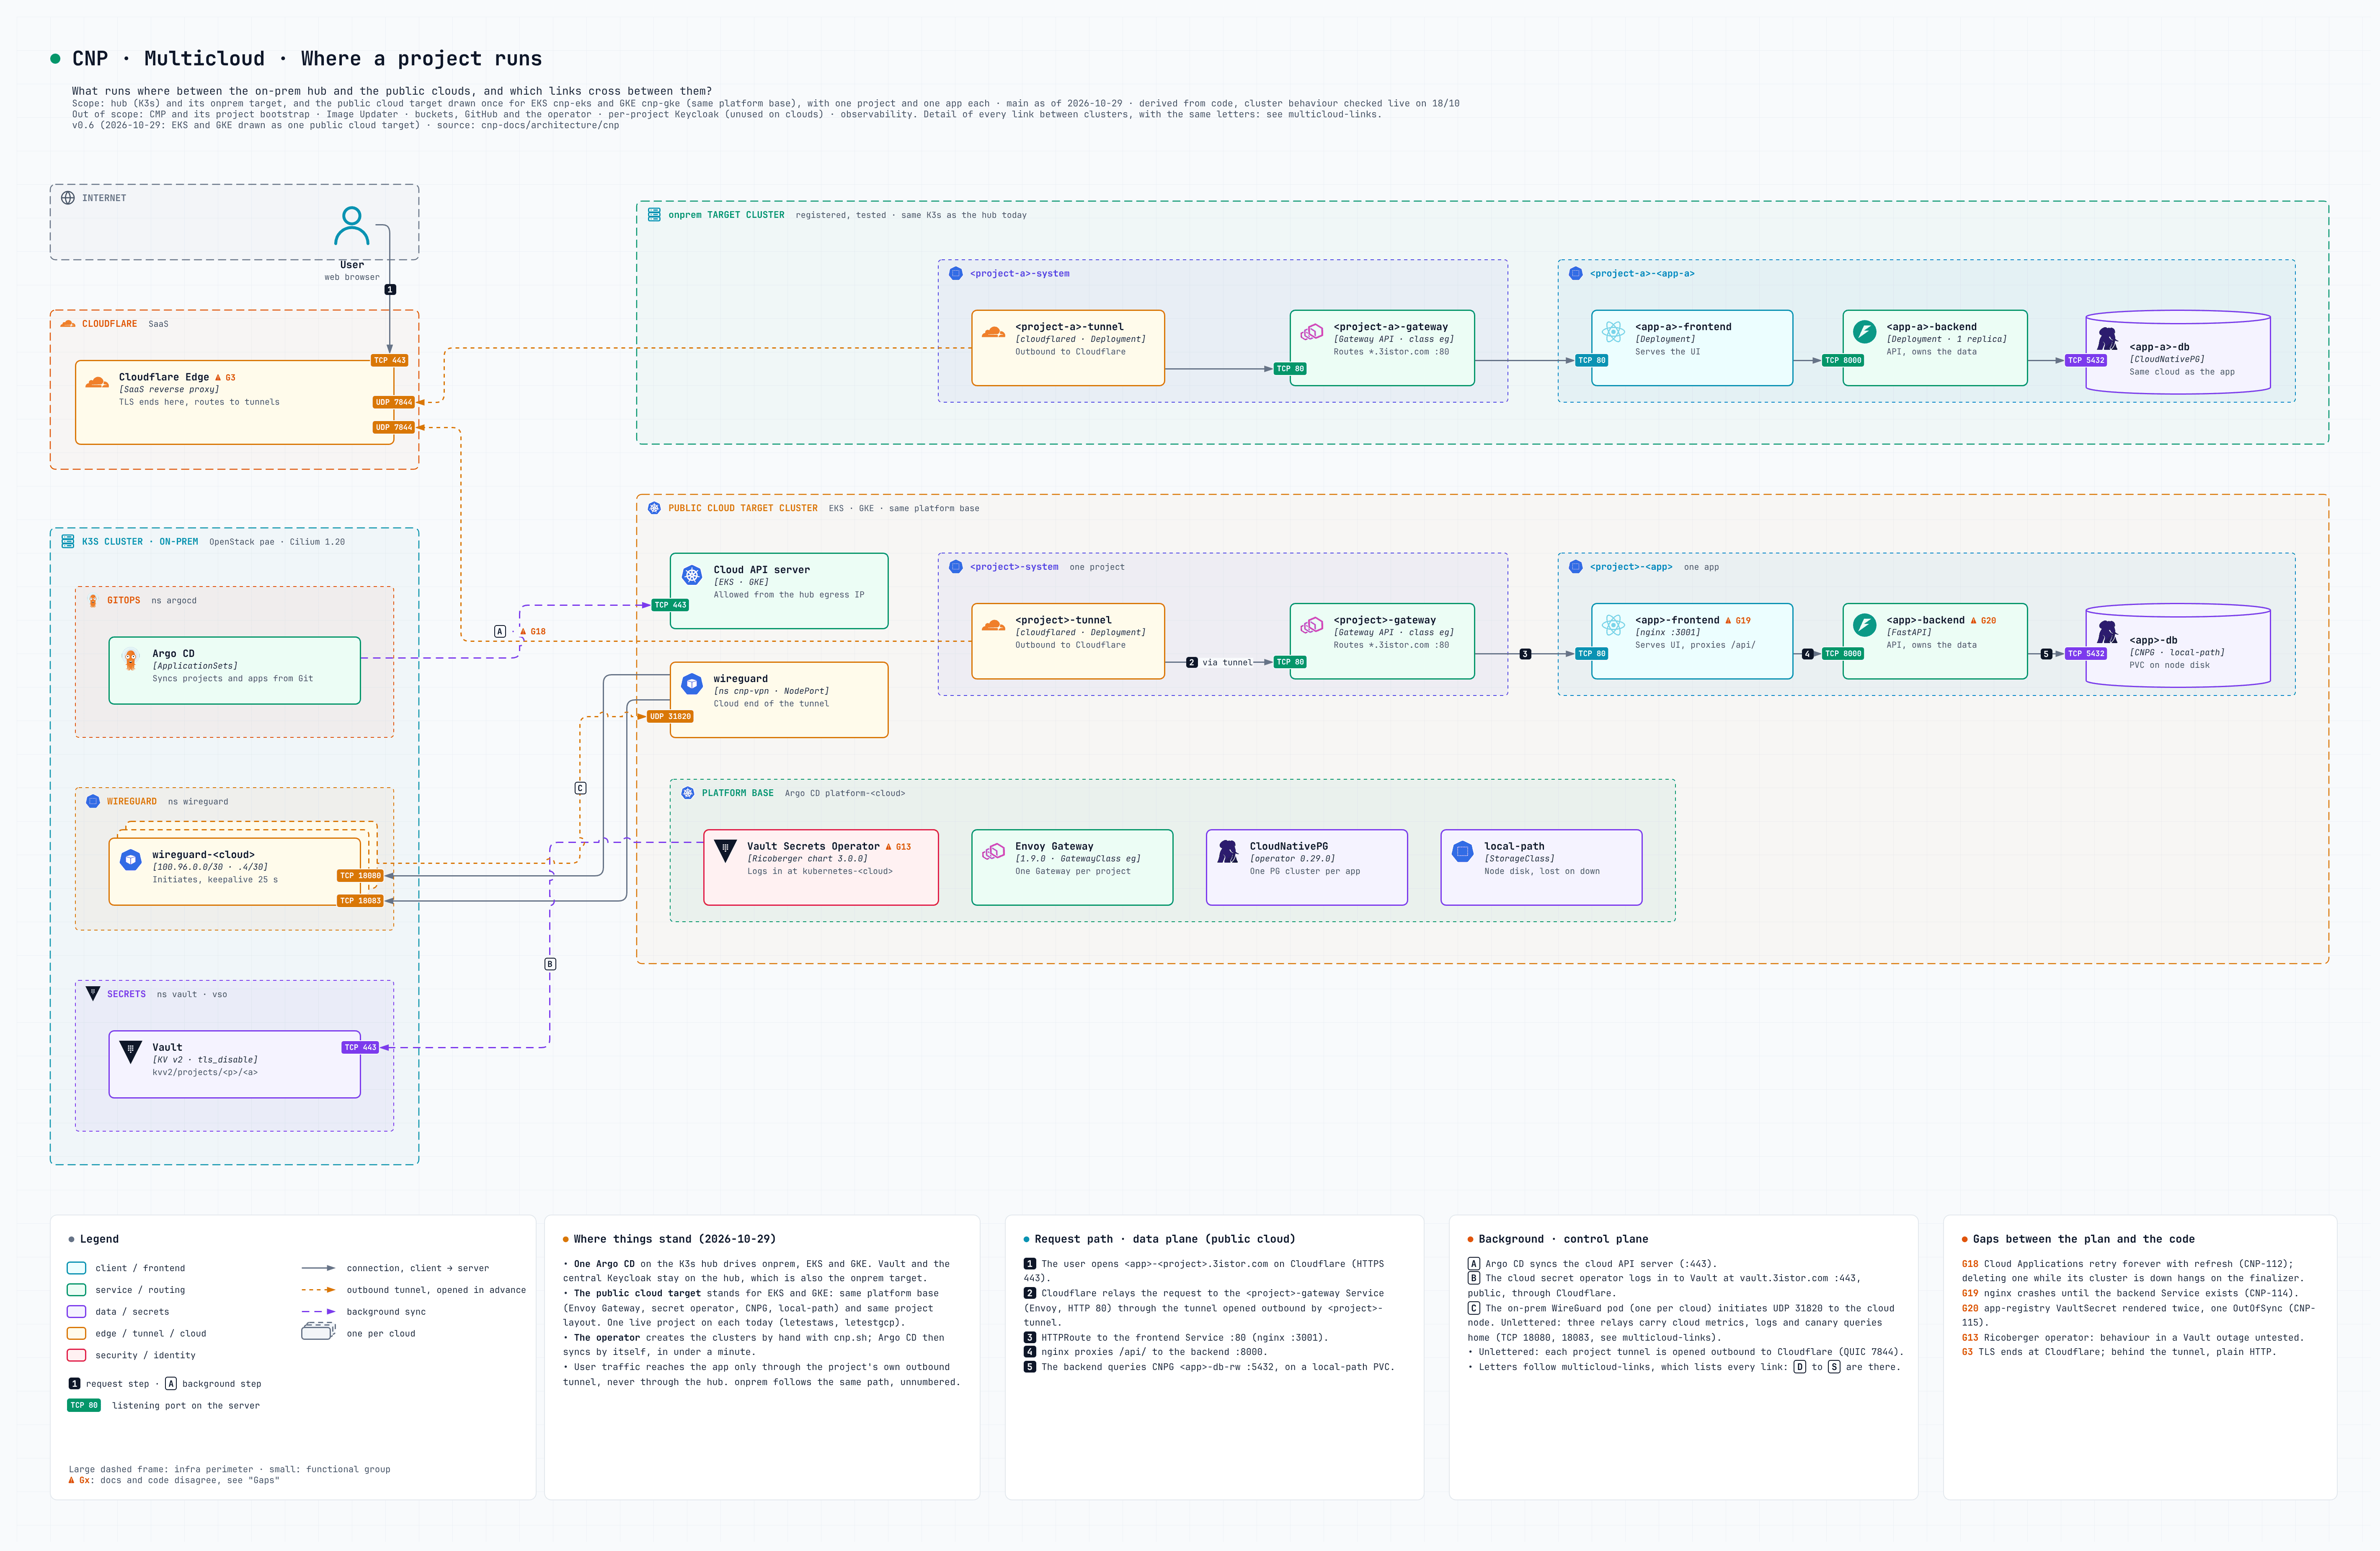 CNP · Multicloud · Where a project runs
What runs where between the on-prem hub and the public clouds, and which links cross between them?
Scope: hub (K3s) and its onprem target, and the public cloud target drawn once for EKS cnp-eks and GKE cnp-gke (same platform base), with one project and one app each · main as of 2026-10-29 · derived from code, cluster behaviour checked live on 18/10
Out of scope: CMP and its project bootstrap · Image Updater · buckets, GitHub and the operator · per-project Keycloak (unused on clouds) · observability. Detail of every link between clusters, with the same letters: see multicloud-links.
v0.6 (2026-10-29: EKS and GKE drawn as one public cloud target) · source: cnp-docs/architecture/cnp
INTERNET
User
web browser
1
CLOUDFLARE SaaS
TCP 443
Cloudflare Edge G3
[SaaS reverse proxy]
TLS ends here, routes to tunnels
UDP 7844
UDP 7844
onprem TARGET CLUSTER registered, tested · same K3s as the hub today
<project-a>-system
<project-a>-tunnel
[cloudflared · Deployment]
Outbound to Cloudflare
TCP 80
<project-a>-gateway
[Gateway API · class eg]
Routes *.3istor.com :80
<project-a>-<app-a>
TCP 80
<app-a>-frontend
[Deployment]
Serves the UI
TCP 8000
<app-a>-backend
[Deployment · 1 replica]
API, owns the data
TCP 5432
<app-a>-db
[CloudNativePG]
Same cloud as the app
K3S CLUSTER · ON-PREM OpenStack pae · Cilium 1.20
GITOPS ns argocd
Argo CD
[ApplicationSets]
Syncs projects and apps from Git
A · G18
WIREGUARD ns wireguard
wireguard-<cloud>
[100.96.0.0/30 · .4/30]
Initiates, keepalive 25 s
TCP 18080
TCP 18083
C
B
SECRETS ns vault · vso
Vault
[KV v2 · tls_disable]
kvv2/projects/<p>/<a>
TCP 443
PUBLIC CLOUD TARGET CLUSTER EKS · GKE · same platform base
Cloud API server
[EKS · GKE]
Allowed from the hub egress IP
TCP 443
wireguard
[ns cnp-vpn · NodePort]
Cloud end of the tunnel
UDP 31820
<project>-system one project
<project>-tunnel
[cloudflared · Deployment]
Outbound to Cloudflare
2 via tunnel
TCP 80
<project>-gateway
[Gateway API · class eg]
Routes *.3istor.com :80
3
<project>-<app> one app
TCP 80
<app>-frontend G19
[nginx :3001]
Serves UI, proxies /api/
4
TCP 8000
<app>-backend G20
[FastAPI]
API, owns the data
5
TCP 5432
<app>-db
[CNPG · local-path]
PVC on node disk
PLATFORM BASE Argo CD platform-<cloud>
Vault Secrets Operator G13
[Ricoberger chart 3.0.0]
Logs in at kubernetes-<cloud>
Envoy Gateway
[1.9.0 · GatewayClass eg]
One Gateway per project
CloudNativePG
[operator 0.29.0]
One PG cluster per app
local-path
[StorageClass]
Node disk, lost on down
Legend
client / frontend
service / routing
data / secrets
edge / tunnel / cloud
security / identity
connection, client → server
outbound tunnel, opened in advance
background sync
one per cloud
1 request step · A background step
TCP 80 listening port on the server
Large dashed frame: infra perimeter · small: functional group
Gx: docs and code disagree, see "Gaps"
Where things stand (2026-10-29)
• One Argo CD on the K3s hub drives onprem, EKS and GKE. Vault and the
central Keycloak stay on the hub, which is also the onprem target.
• The public cloud target stands for EKS and GKE: same platform base
(Envoy Gateway, secret operator, CNPG, local-path) and same project
layout. One live project on each today (letestaws, letestgcp).
• The operator creates the clusters by hand with cnp.sh; Argo CD then
syncs by itself, in under a minute.
• User traffic reaches the app only through the project's own outbound
tunnel, never through the hub. onprem follows the same path, unnumbered.
Request path · data plane (public cloud)
1 The user opens <app>-<project>.3istor.com on Cloudflare (HTTPS
443).
2 Cloudflare relays the request to the <project>-gateway Service
(Envoy, HTTP 80) through the tunnel opened outbound by <project>-
tunnel.
3 HTTPRoute to the frontend Service :80 (nginx :3001).
4 nginx proxies /api/ to the backend :8000.
5 The backend queries CNPG <app>-db-rw :5432, on a local-path PVC.
Background · control plane
A Argo CD syncs the cloud API server (:443).
B The cloud secret operator logs in to Vault at vault.3istor.com :443,
public, through Cloudflare.
C The on-prem WireGuard pod (one per cloud) initiates UDP 31820 to the cloud
node. Unlettered: three relays carry cloud metrics, logs and canary queries
home (TCP 18080, 18083, see multicloud-links).
• Unlettered: each project tunnel is opened outbound to Cloudflare (QUIC 7844).
• Letters follow multicloud-links, which lists every link: D to S are there.
Gaps between the plan and the code
G18 Cloud Applications retry forever with refresh (CNP-112);
deleting one while its cluster is down hangs on the finalizer.
G19 nginx crashes until the backend Service exists (CNP-114).
G20 app-registry VaultSecret rendered twice, one OutOfSync (CNP-
115).
G13 Ricoberger operator: behaviour in a Vault outage untested.
G3 TLS ends at Cloudflare; behind the tunnel, plain HTTP.